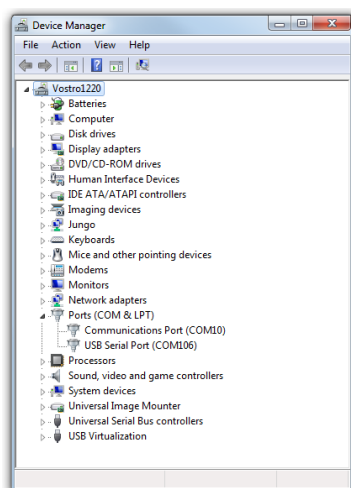 Device Manager
File Action View Help
Vostro1220
Batteries
Computer
Disk drives
Display adapters
DVD/CD-ROM drives
Human Interface Devices
IDE ATA/ATAPI controllers
Imaging devices
Jungo
Keyboards
Mice and other pointing devices
Modems
Monitors
Network adapters
Ports (COM & LPT)
Communications Port (COM10)
USB Serial Port (COM106)
Processors
Sound, video and game controllers
System devices
Universal Image Mounter
Universal Serial Bus controllers
USB Virtualization